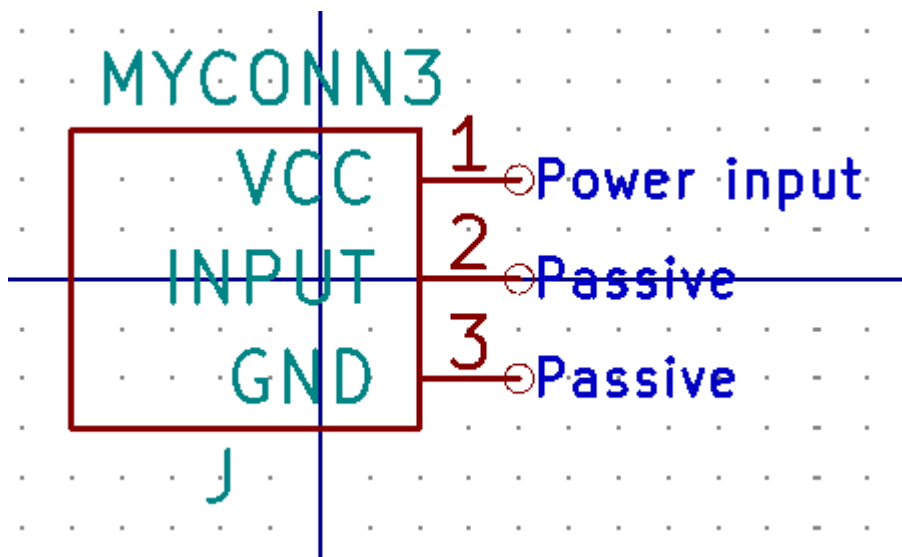 MYCONN3
VCC 1 Power input
INPUT 2 Passive
GND 3 Passive
J